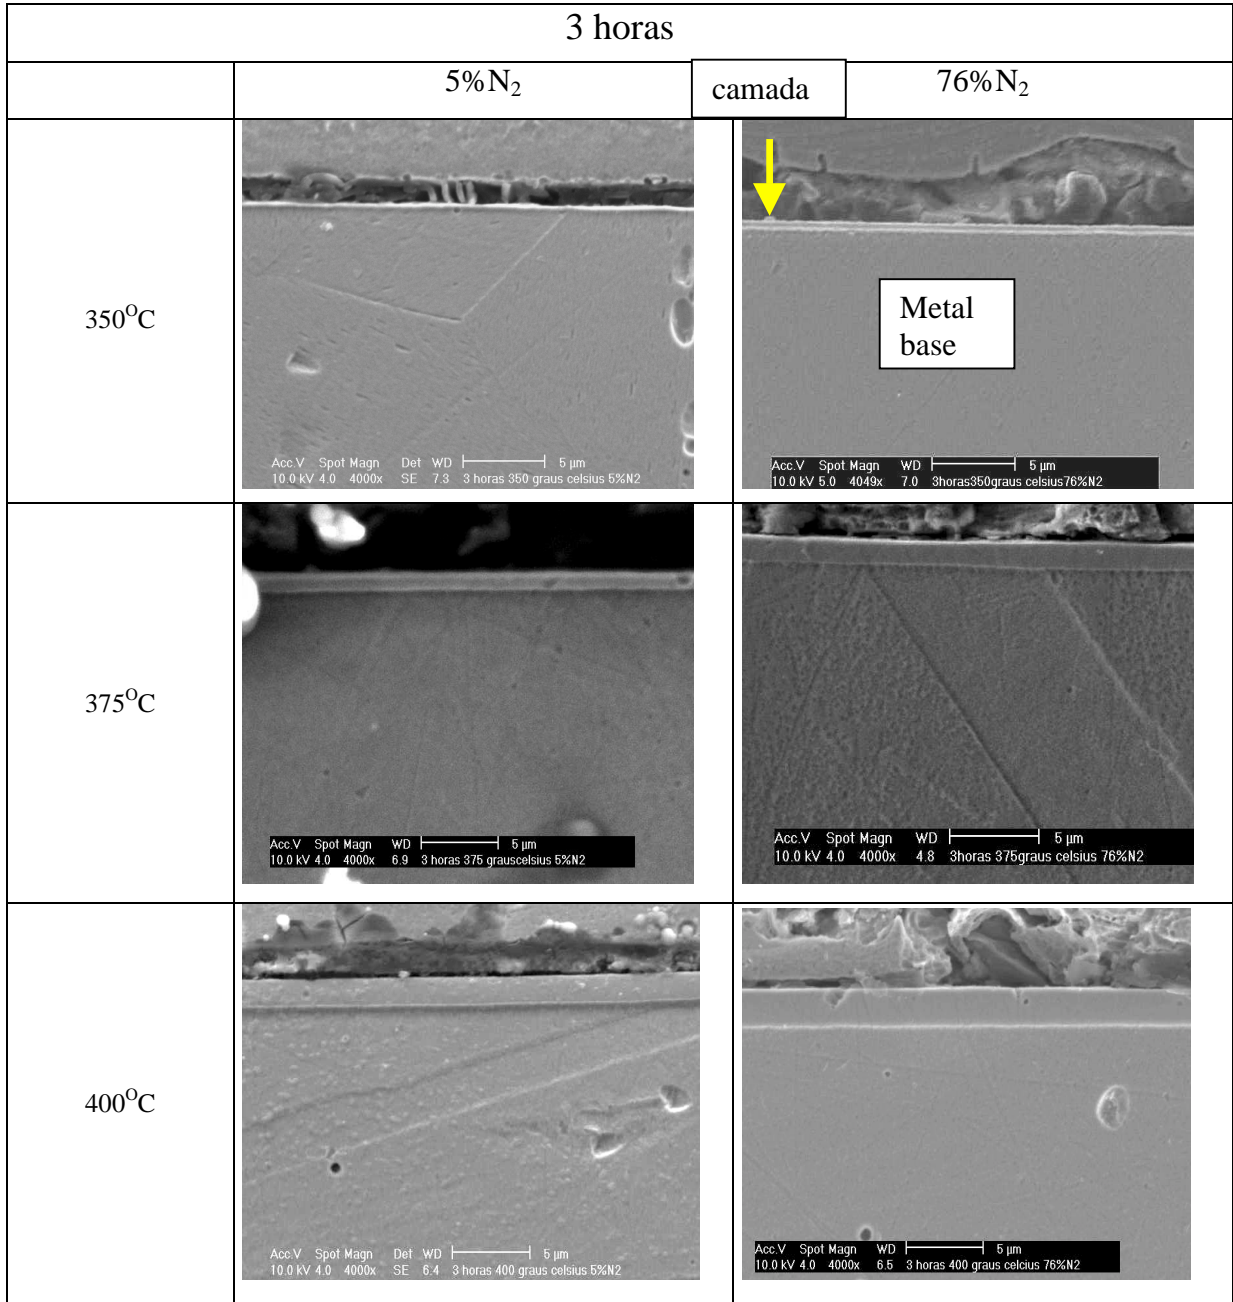 3 horas
5%N₂
camada
76%N₂
350ºC
Acc.V Spot Magn Det WD 5 µm
10.0 kV 4.0 4000x SE 7.3 3 horas 350 graus celsius 5%N2
Metal
base
Acc.V Spot Magn WD 5 µm
10.0 kV 5.0 4049x 7.0 3horas350graus celsius76%N2
375ºC
Acc.V Spot Magn WD 5 µm
10.0 kV 4.0 4000x 6.9 3 horas 375 grauscelsius 5%N2
Acc.V Spot Magn WD 5 µm
10.0 kV 4.0 4000x 4.8 3horas 375graus celsius 76%N2
400ºC
Acc.V Spot Magn Det WD 5 µm
10.0 kV 4.0 4000x SE 6.4 3 horas 400 graus celsius 5%N2
Acc.V Spot Magn WD 5 µm
10.0 kV 4.0 4000x 6.5 3 horas 400 graus celsius 76%N2